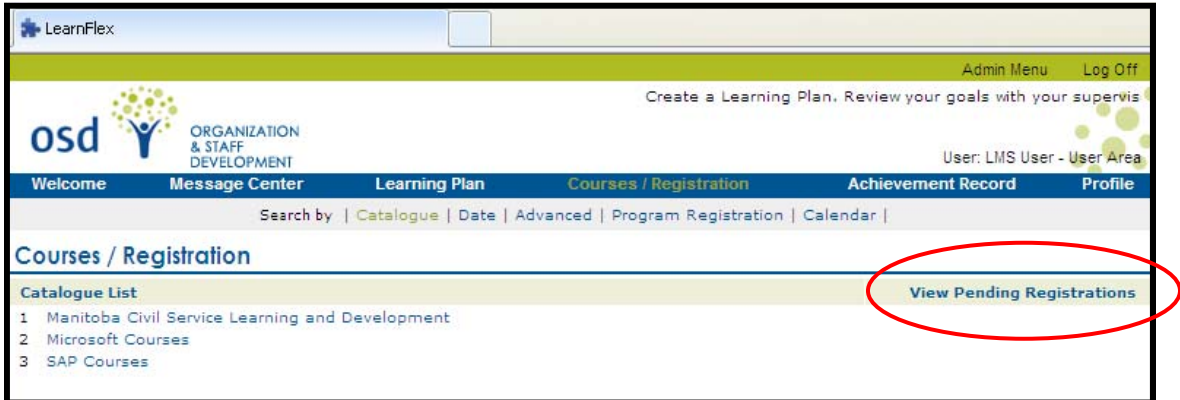 LearnFlex
Admin Menu Log Off
Create a Learning Plan. Review your goals with your supervis
osd
ORGANIZATION
& STAFF
DEVELOPMENT
User: LMS User - User Area
Welcome Message Center Learning Plan Courses / Registration Achievement Record Profile
Search by | Catalogue | Date | Advanced | Program Registration | Calendar |
Courses / Registration
Catalogue List View Pending Registrations
1 Manitoba Civil Service Learning and Development
2 Microsoft Courses
3 SAP Courses